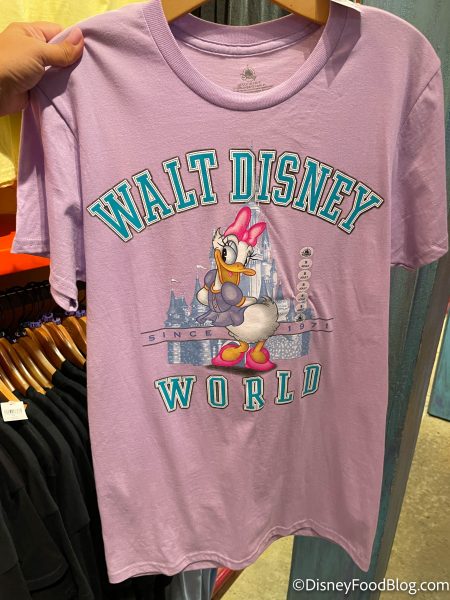 WALT DISNEY
SINCE 1971
WORLD
©DisneyFoodBlog.com